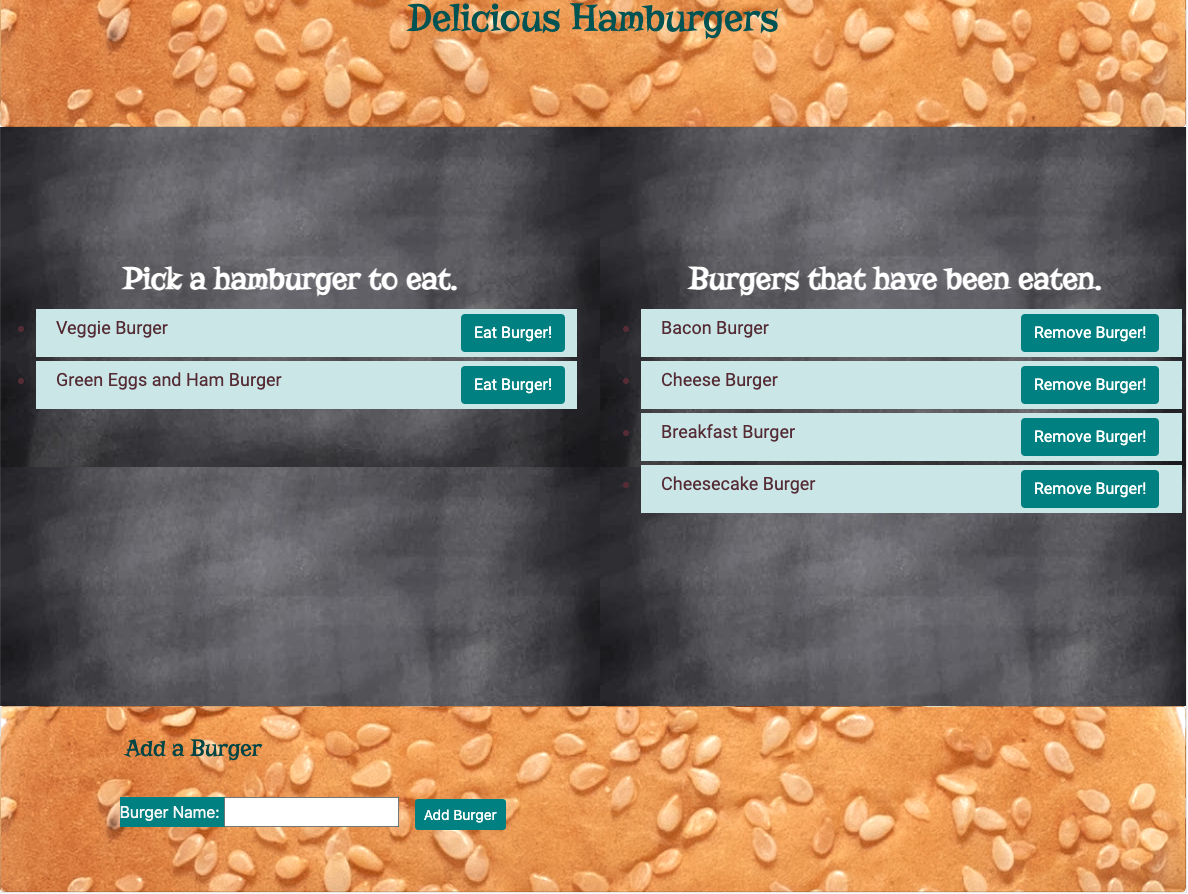 Delicious Hamburgers
Pick a hamburger to eat.
Veggie Burger Eat Burger!
Green Eggs and Ham Burger Eat Burger!
Burgers that have been eaten.
Bacon Burger Remove Burger!
Cheese Burger Remove Burger!
Breakfast Burger Remove Burger!
Cheesecake Burger Remove Burger!
Add a Burger
Burger Name: Add Burger